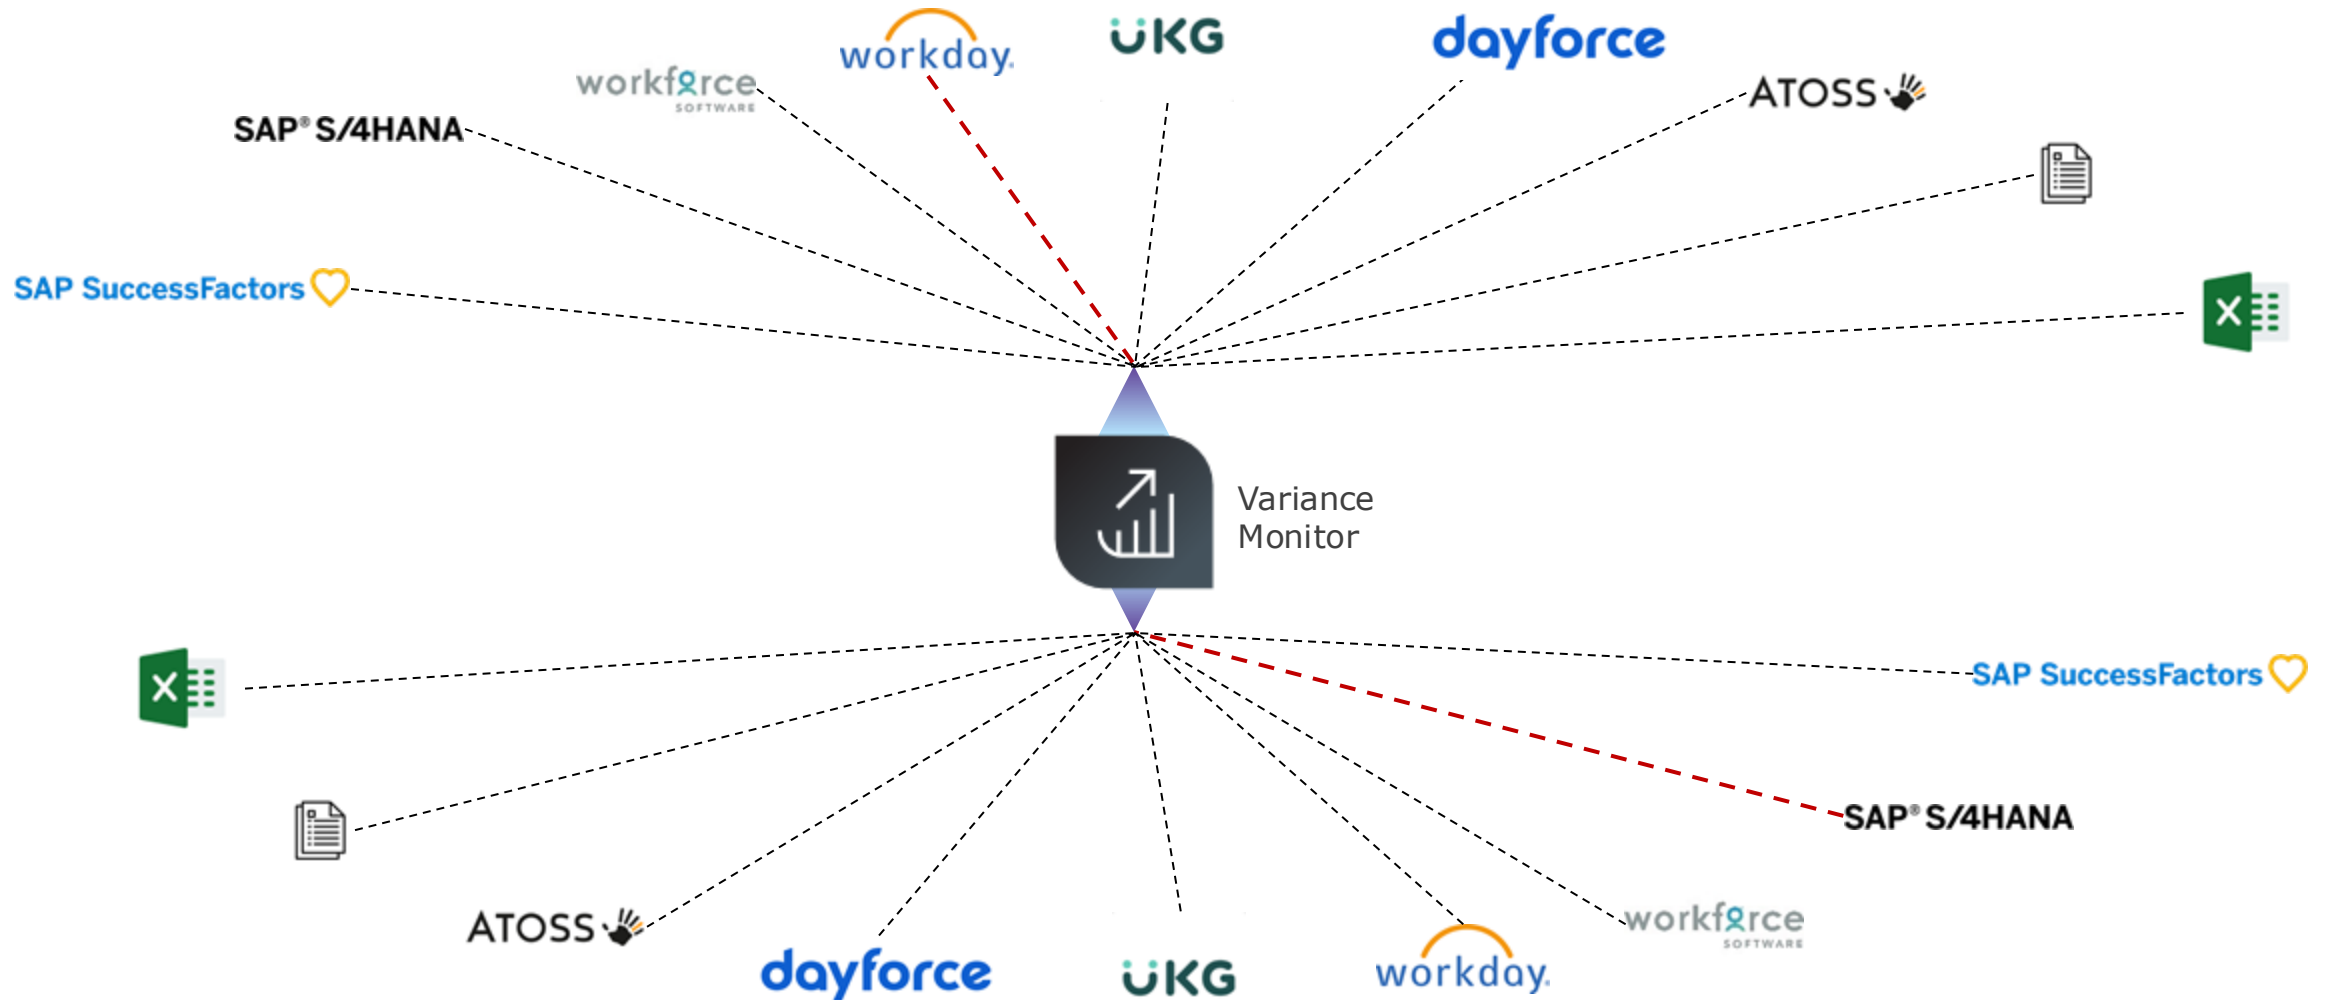 workday.
UKG
dayforce
workforce
SOFTWARE
ATOSS
SAP® S/4HANA
SAP SuccessFactors
X
Variance
Monitor
X
SAP SuccessFactors
SAP® S/4HANA
ATOSS
workforce
SOFTWARE
dayforce
UKG
workday.